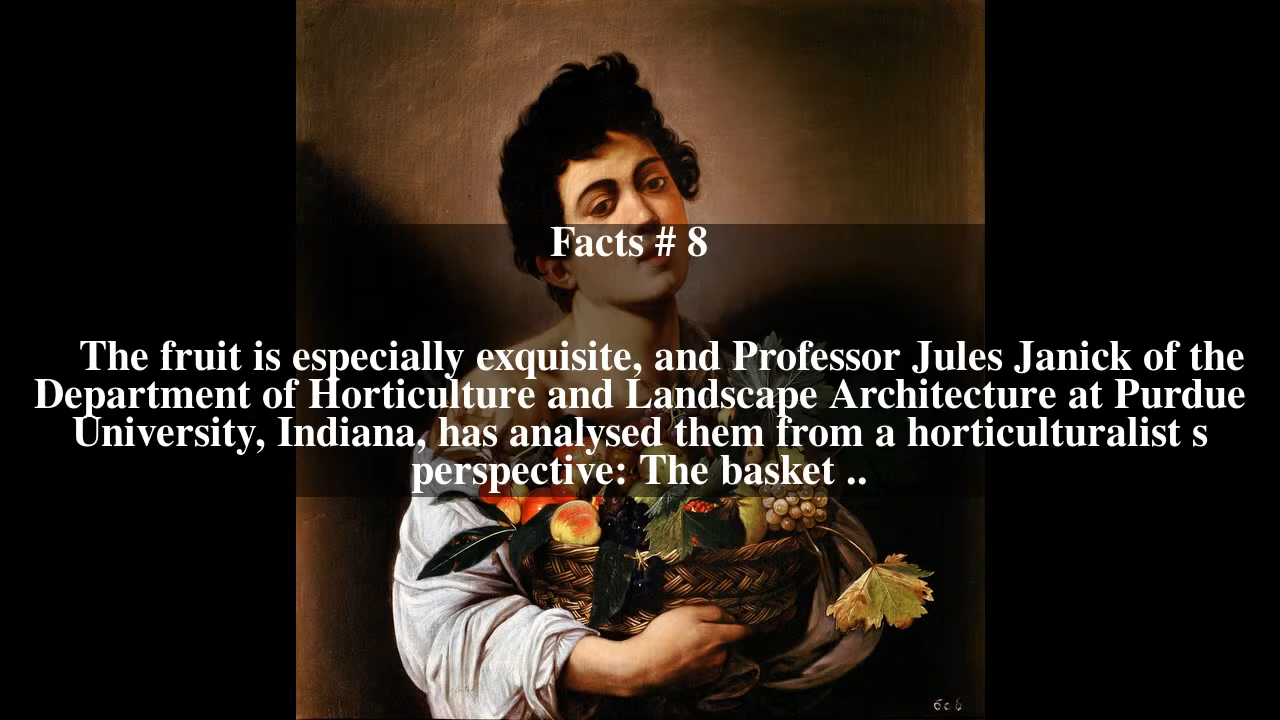 Facts # 8
The fruit is especially exquisite, and Professor Jules Janick of the
Department of Horticulture and Landscape Architecture at Purdue
University, Indiana, has analysed them from a horticulturalist s
perspective: The basket ..
606